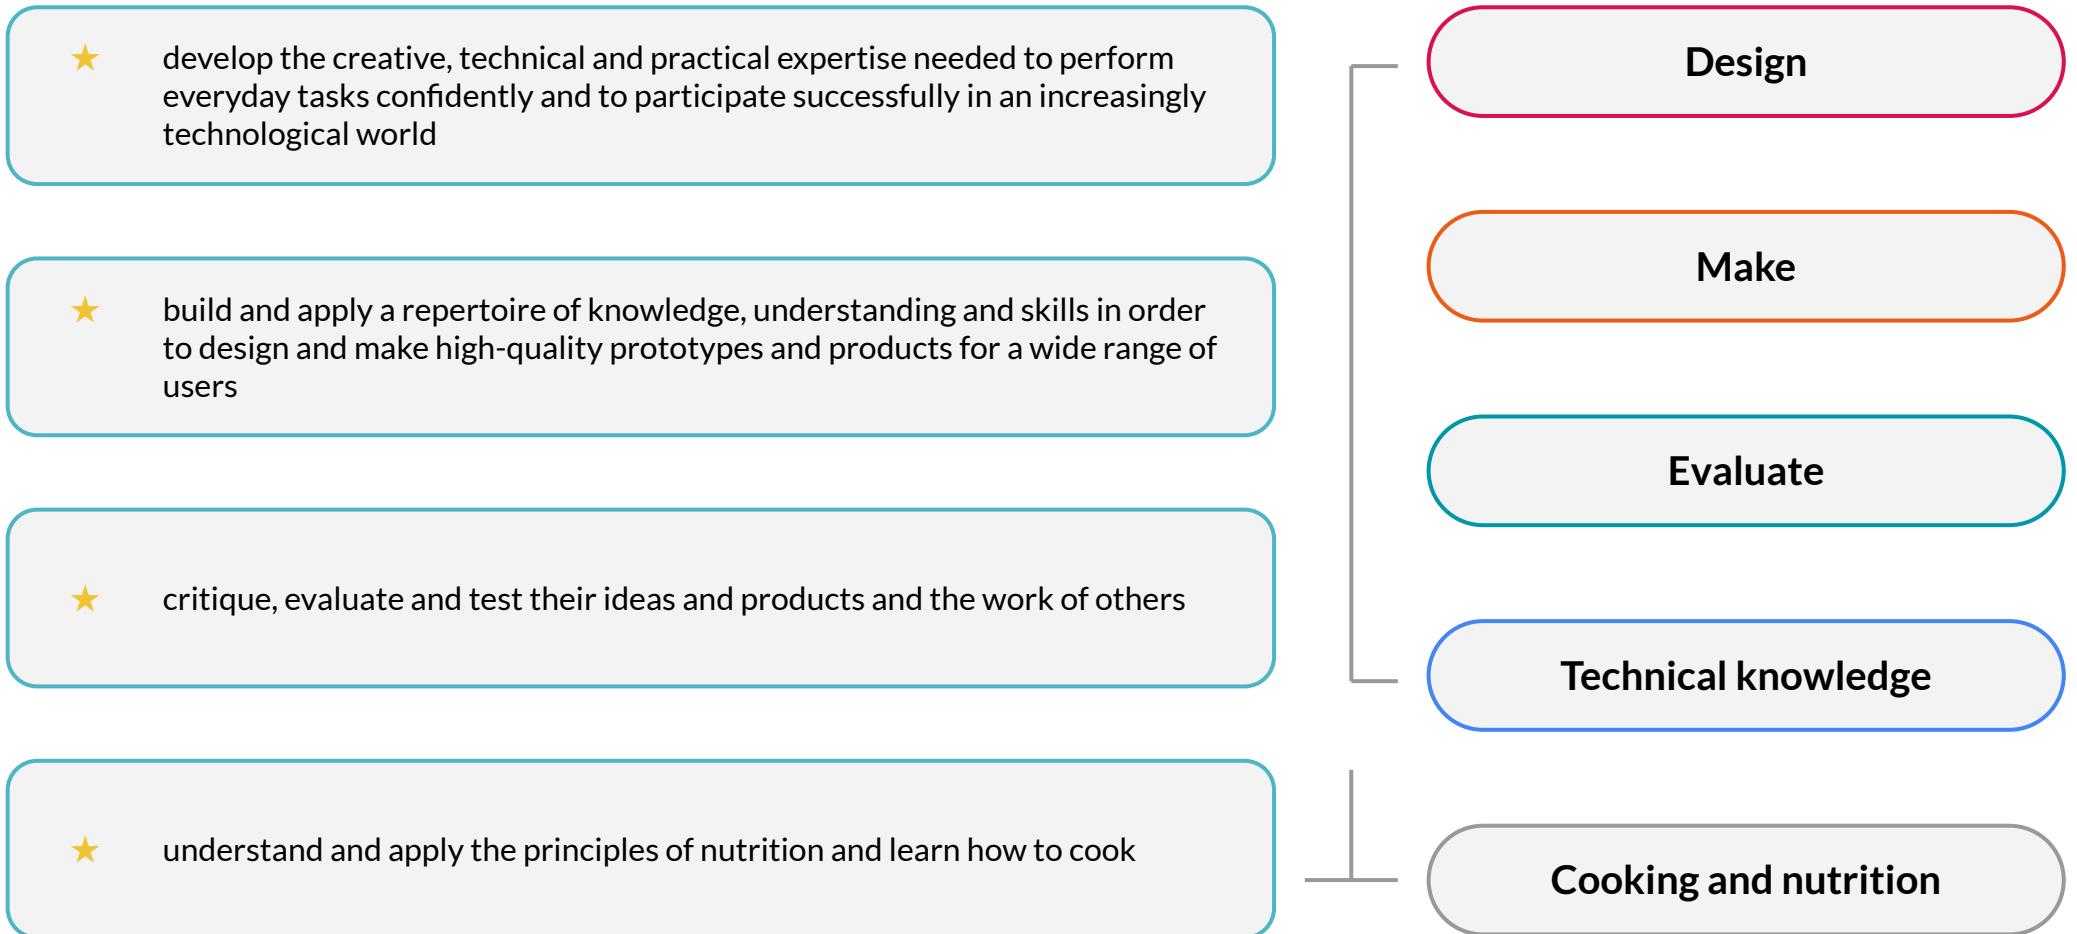 ★ develop the creative, technical and practical expertise needed to perform
everyday tasks confidently and to participate successfully in an increasingly
technological world
★ build and apply a repertoire of knowledge, understanding and skills in order
to design and make high-quality prototypes and products for a wide range of
users
★ critique, evaluate and test their ideas and products and the work of others
★ understand and apply the principles of nutrition and learn how to cook
Design
Make
Evaluate
Technical knowledge
Cooking and nutrition